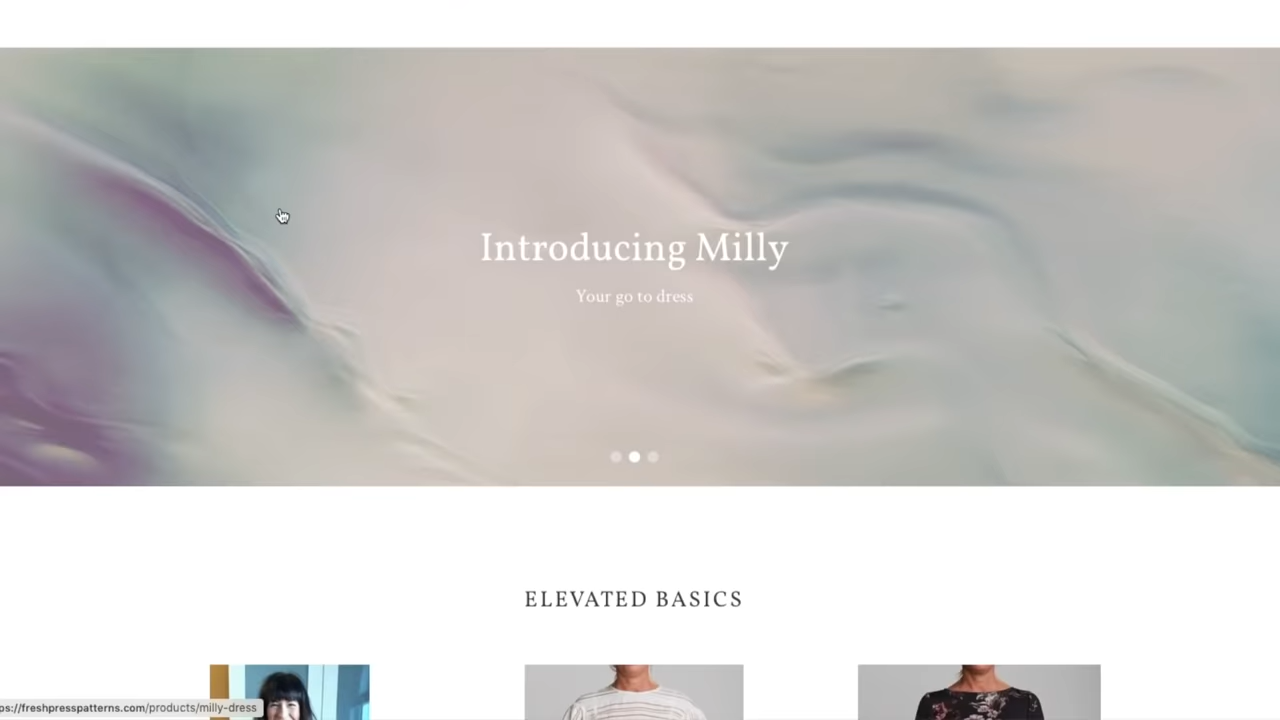 Introducing Milly
Your go to dress
ELEVATED BASICS
ps://freshpresspatterns.com/products/milly-dress